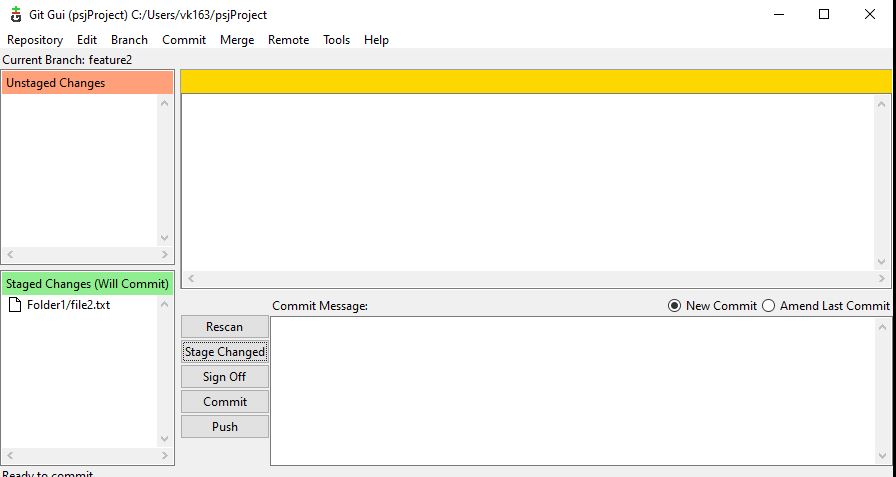 Git Gui (psjProject) C:/Users/vk163/psjProject
Repository Edit Branch Commit Merge Remote Tools Help
Current Branch: feature2
Unstaged Changes
Staged Changes (Will Commit)
Folder1/file2.txt
Commit Message:
New Commit
Amend Last Commit
Rescan
Stage Changed
Sign Off
Commit
Push
Ready to commit.